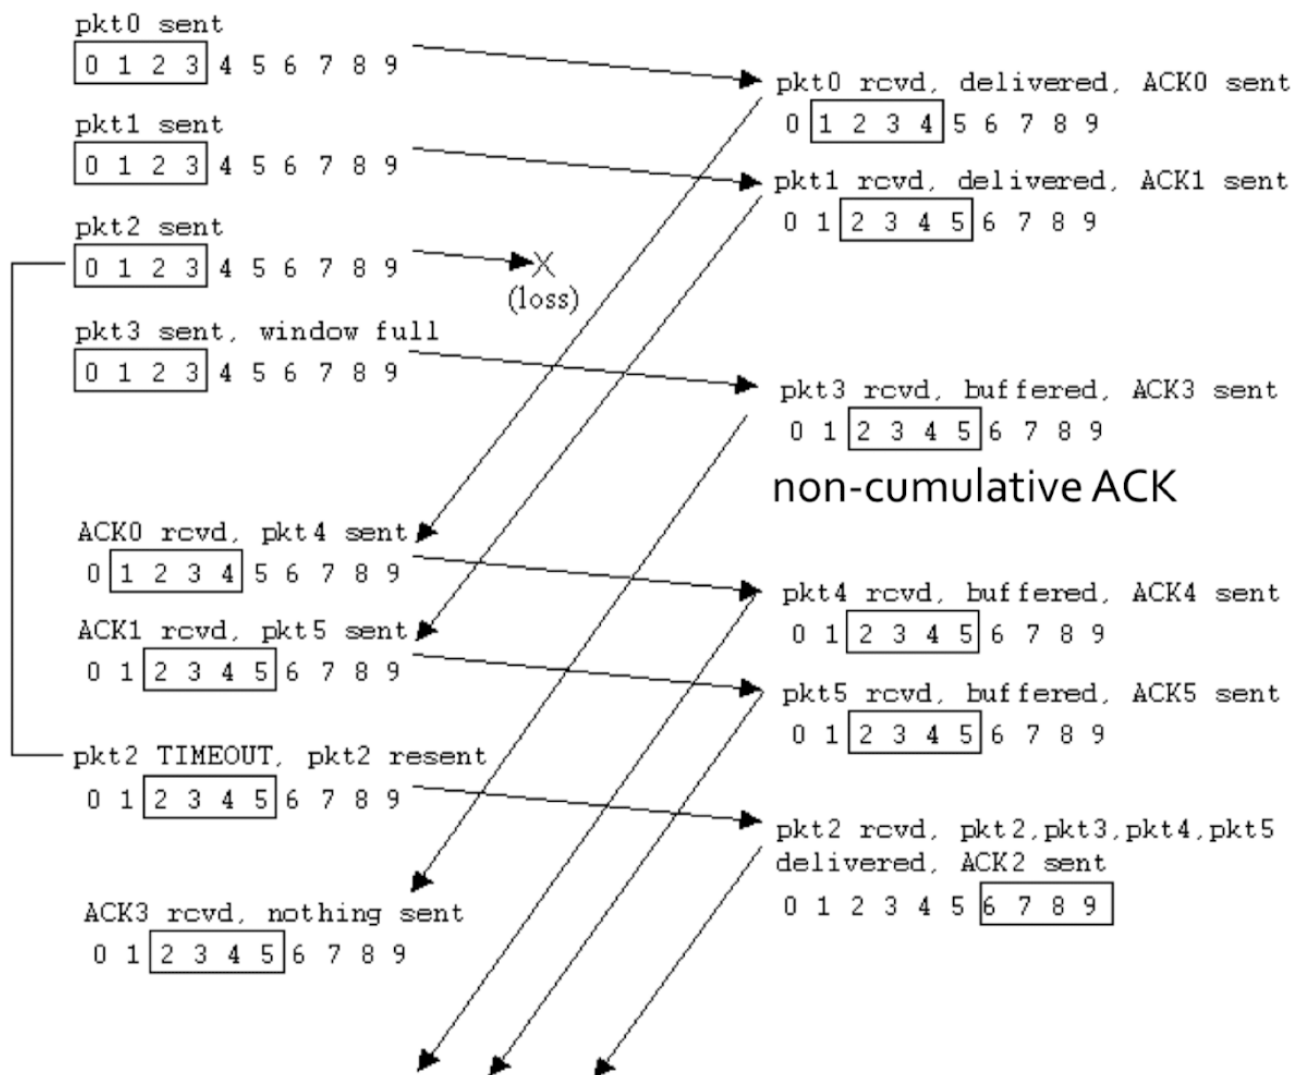 pkt0 sent
0 1 2 3 4 5 6 7 8 9
pkt0 rcvd, delivered, ACK0 sent
0 1 2 3 4 5 6 7 8 9
pkt1 sent
0 1 2 3 4 5 6 7 8 9
pkt1 rcvd, delivered, ACK1 sent
0 1 2 3 4 5 6 7 8 9
pkt2 sent
0 1 2 3 4 5 6 7 8 9
X
(loss)
pkt3 sent, window full
0 1 2 3 4 5 6 7 8 9
pkt3 rcvd, buffered, ACK3 sent
0 1 2 3 4 5 6 7 8 9
non-cumulative ACK
ACK0 rcvd, pkt4 sent
0 1 2 3 4 5 6 7 8 9
pkt4 rcvd, buffered, ACK4 sent
0 1 2 3 4 5 6 7 8 9
ACK1 rcvd, pkt5 sent
0 1 2 3 4 5 6 7 8 9
pkt5 rcvd, buffered, ACK5 sent
0 1 2 3 4 5 6 7 8 9
pkt2 TIMEOUT, pkt2 resent
0 1 2 3 4 5 6 7 8 9
pkt2 rcvd, pkt2,pkt3,pkt4,pkt5
delivered, ACK2 sent
0 1 2 3 4 5 6 7 8 9
ACK3 rcvd, nothing sent
0 1 2 3 4 5 6 7 8 9